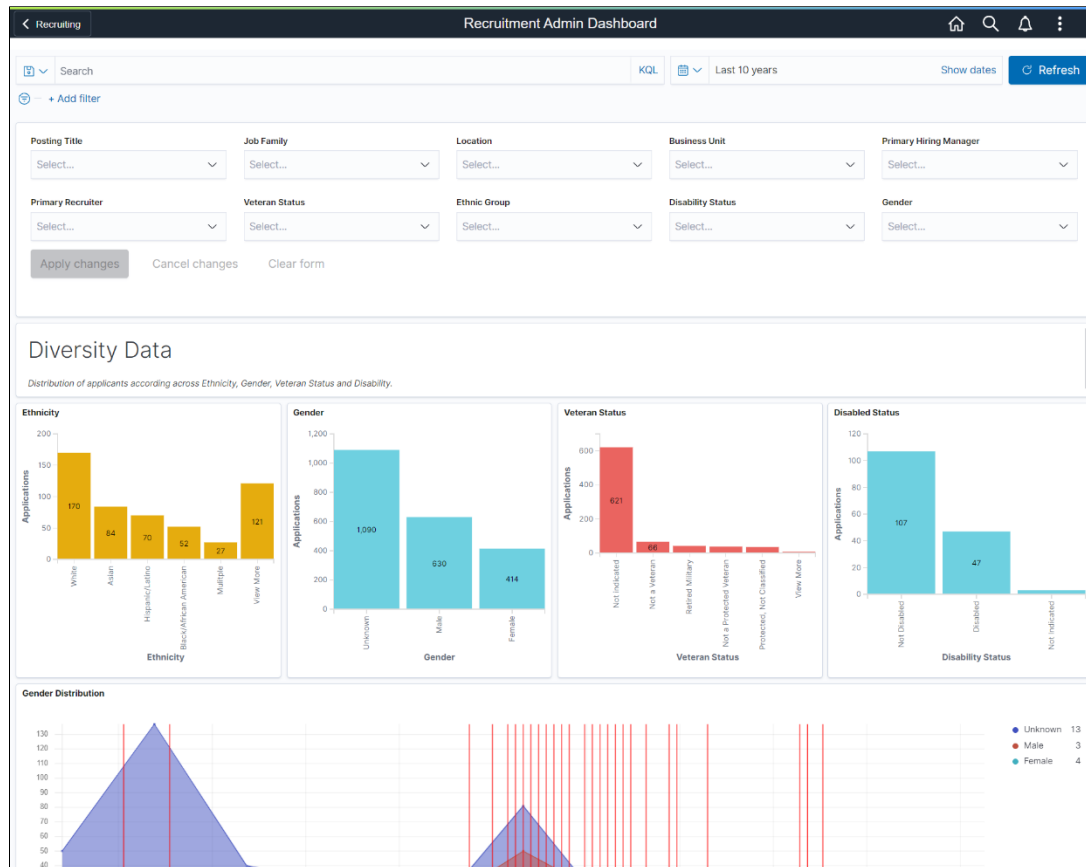 Recruiting
Recruitment Admin Dashboard
Search
KQL
Last 10 years
Show dates
Refresh
+ Add filter
Posting Title
Job Family
Location
Business Unit
Primary Hiring Manager
Select...
Select...
Select...
Select...
Select...
Primary Recruiter
Veteran Status
Ethnic Group
Disability Status
Gender
Select...
Select...
Select...
Select...
Select...
Apply changes
Cancel changes
Clear form
Diversity Data
Distribution of applicants according across Ethnicity, Gender, Veteran Status and Disability.
Ethnicity
200
150
100
50
0
Applications
170
84
70
52
27
121
White
Asian
Hispanic/Latino
Black/African American
Mulitple
View More
Ethnicity
Gender
1,200
1,000
800
600
400
200
0
Applications
1,090
630
414
Unknown
Male
Female
Gender
Veteran Status
600
400
200
0
Applications
621
66
Not Indicated
Not a Veteran
Retired Military
Not a Protected Veteran
Protected, Not Classified
View More
Veteran Status
Disabled Status
120
100
80
60
40
20
0
Applications
107
47
Not Disabled
Disabled
Not Indicated
Disability Status
Gender Distribution
130
120
110
100
90
80
70
60
50
40
Unknown 13
Male 3
Female 4